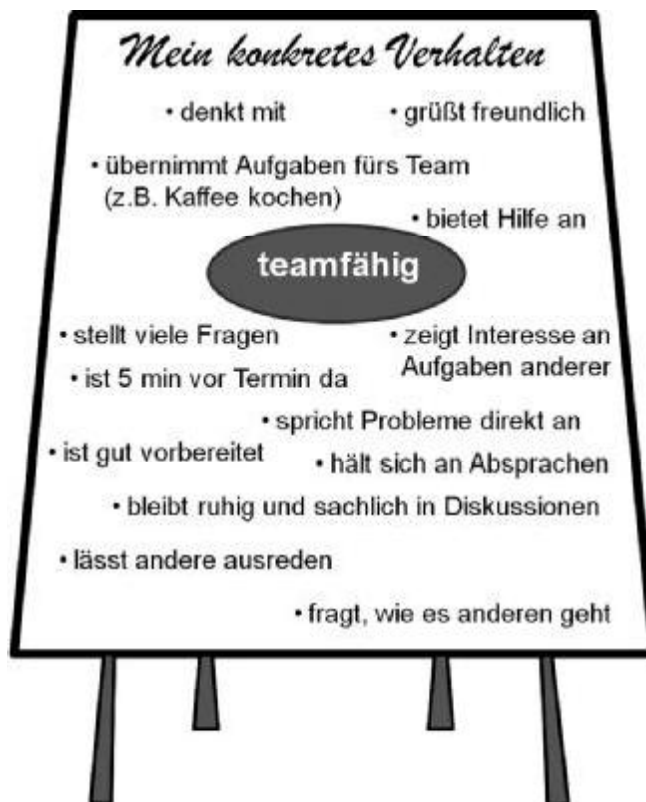 Mein konkretes Verhalten
• denkt mit
• grüßt freundlich
• übernimmt Aufgaben fürs Team
(z.B. Kaffee kochen)
• bietet Hilfe an
teamfähig
• stellt viele Fragen
• zeigt Interesse an
Aufgaben anderer
• ist 5 min vor Termin da
• spricht Probleme direkt an
• ist gut vorbereitet
• hält sich an Absprachen
• bleibt ruhig und sachlich in Diskussionen
• lässt andere ausreden
• fragt, wie es anderen geht